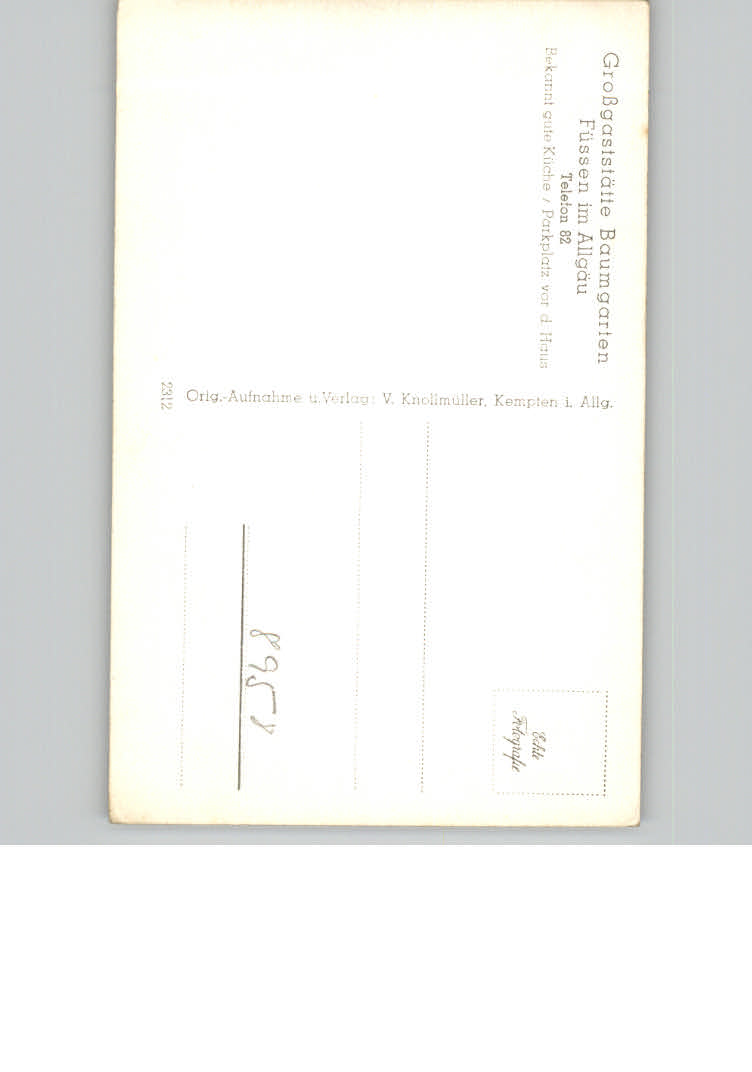 Großgaststätte Baumgarten
Füssen im Allgäu
Telefon 82
Bekannt gute Küche / Parkplatz vor d. Haus
Orig.-Aufnahme u. Verlag: V. Knollmüller, Kempten i. Allg.
2312
Echte
Fotografie
8958